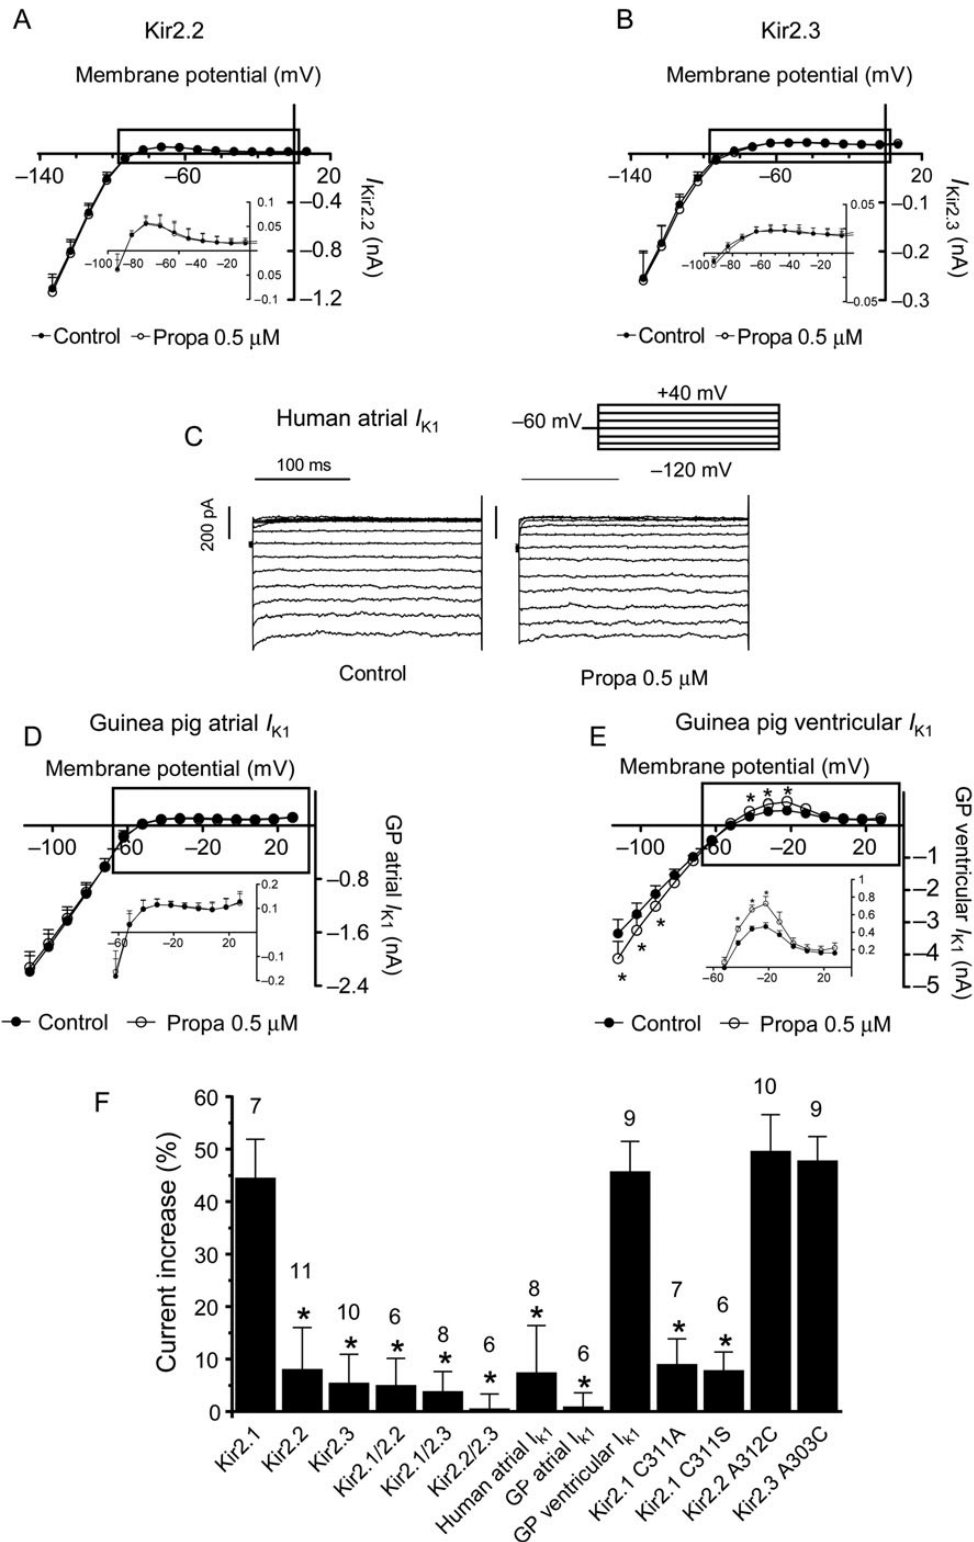 A
Kir2.2
Membrane potential (mV)
−140
−60
20
−0.4
−0.8
−1.2
I Kir2.2 (nA)
0.1
0.05
0.05
−0.1
−100
−60
−20
Control Propa 0.5 μM
B
Kir2.3
Membrane potential (mV)
−140
−60
20
−0.1
−0.2
−0.3
I Kir2.3 (nA)
0.05
−0.05
−100
−60
−20
Control Propa 0.5 μM
C
Human atrial IK1
+40 mV
−60 mV
−120 mV
100 ms
200 pA
Control
Propa 0.5 μM
D
Guinea pig atrial IK1
Membrane potential (mV)
−100
−60
−20
20
−0.8
−1.6
−2.4
GP atrial IK1 (nA)
0.2
0.1
−0.1
−0.2
−60
−20
20
Control Propa 0.5 μM
E
Guinea pig ventricular IK1
Membrane potential (mV)
* * *
−100
−60
−20
20
−1
−2
−3
−4
−5
GP ventricular IK1 (nA)
* * *
1
0.8
0.6
0.4
0.2
−60
−20
20
* * *
Control Propa 0.5 μM
F
Current increase (%)
60
50
40
30
20
10
0
7
11
10
6
8
6
8
6
9
7
6
10
9
* * * * * * * * *
Kir2.1
Kir2.2
Kir2.3
Kir2.1/2.2
Kir2.1/2.3
Kir2.2/2.3
Human atrial IK1
GP atrial IK1
GP ventricular IK1
Kir2.1 C311A
Kir2.1 C311S
Kir2.2 A312C
Kir2.3 A303C